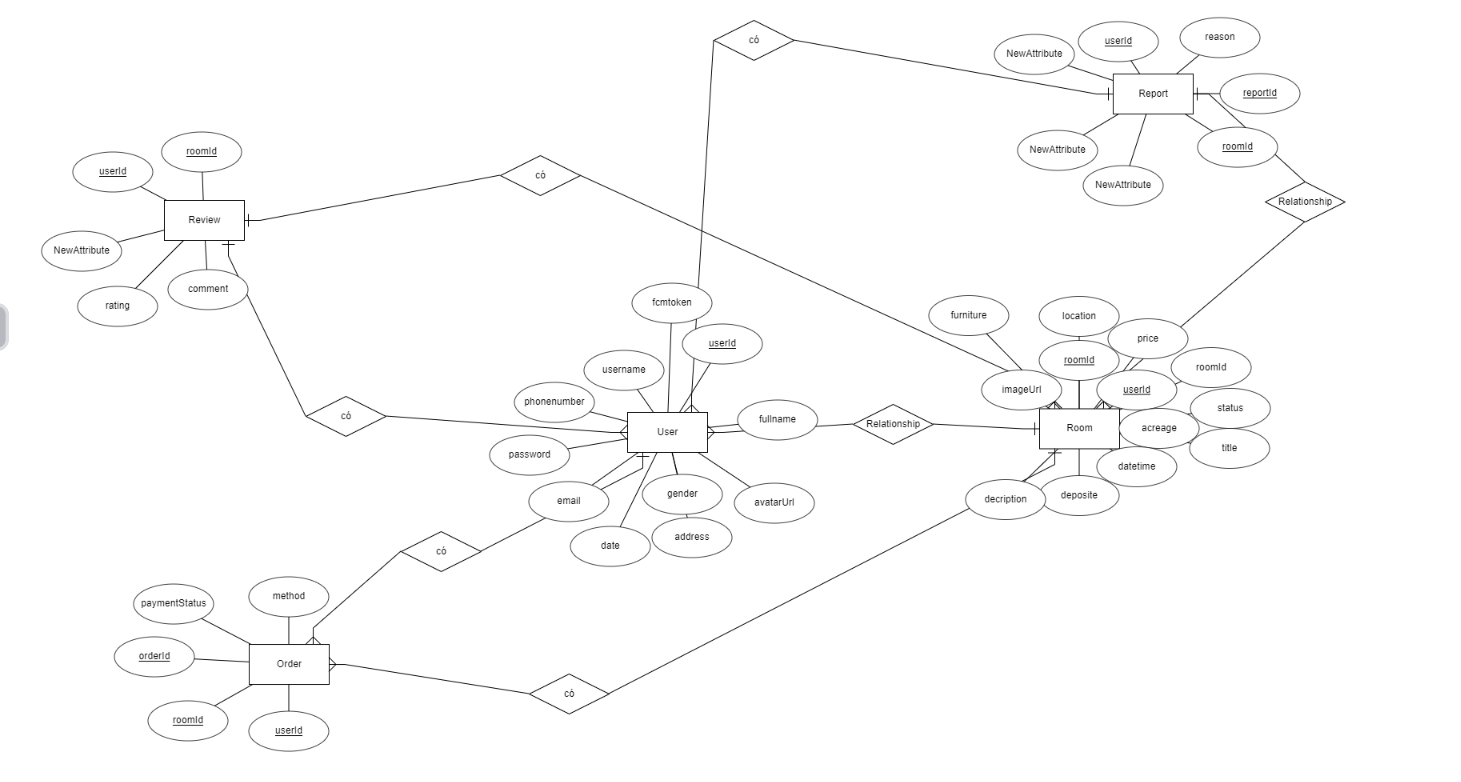 có
NewAttribute
userId
reason
Report
reportId
NewAttribute
roomId
NewAttribute
Relationship
userId
roomId
Review
NewAttribute
rating
comment
có
có
fcmtoken
userId
username
phonenumber
fullname
User
password
email
gender
avatarUrl
date
address
Relationship
furniture
location
price
roomId
roomId
imageUrl
userId
status
Room
acreage
title
datetime
decription
deposite
có
paymentStatus
method
orderId
Order
roomId
userId
có